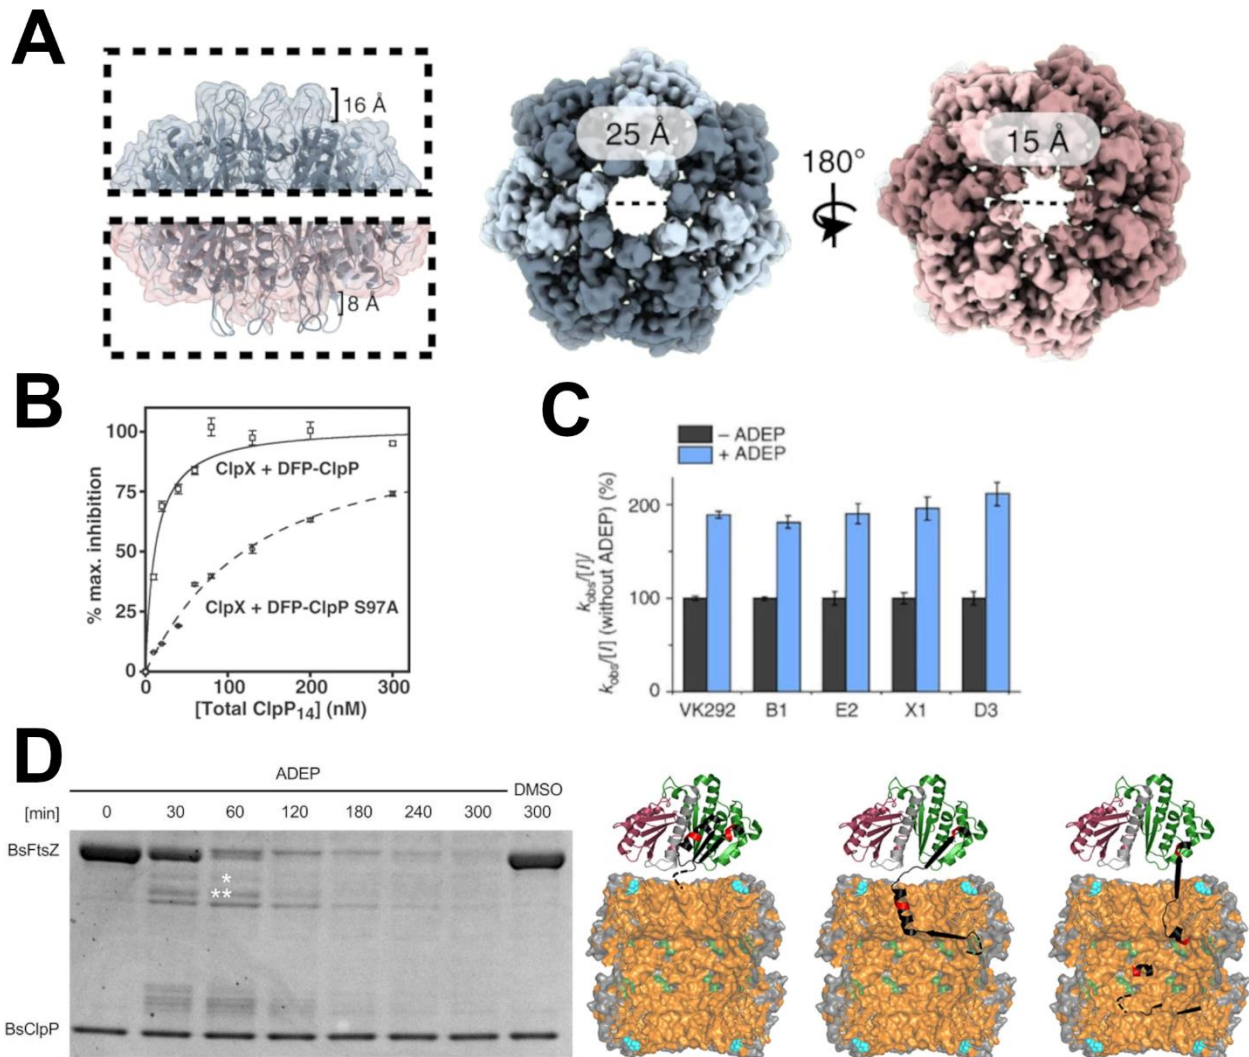 A
16 Å
8 Å
25 Å
180°
15 Å
B
% max. inhibition
100
75
50
25
0
ClpX + DFP-ClpP
ClpX + DFP-ClpP S97A
0
100
200
300
[Total ClpP₁₄] (nM)
C
– ADEP
+ ADEP
k_obs/[I]/
k_obs/[I] (without ADEP) (%)
200
100
0
VK292
B1
E2
X1
D3
D
ADEP
DMSO
[min]
0
30
60
120
180
240
300
300
BsFtsZ
*
**
BsClpP